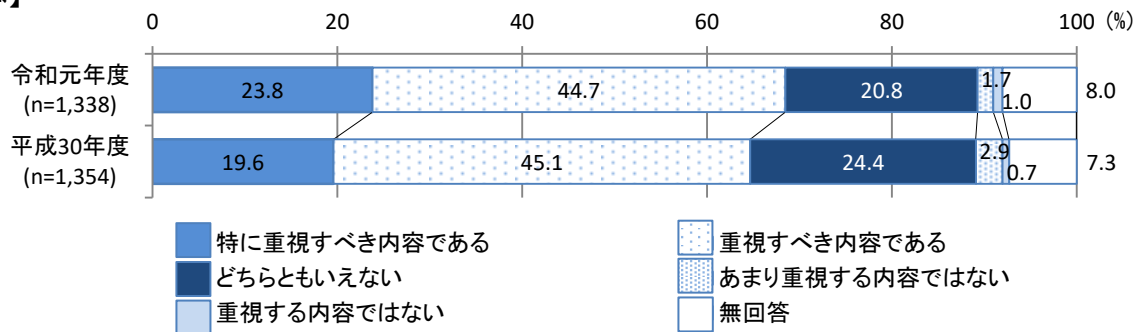 】
0 20 40 60 80 100 (%)
令和元年度
(n=1,338)
23.8 44.7 20.8 1.7 1.0 8.0
平成30年度
(n=1,354)
19.6 45.1 24.4 2.9 0.7 7.3
特に重視すべき内容である 重視すべき内容である
どちらともいえない あまり重視する内容ではない
重視する内容ではない 無回答